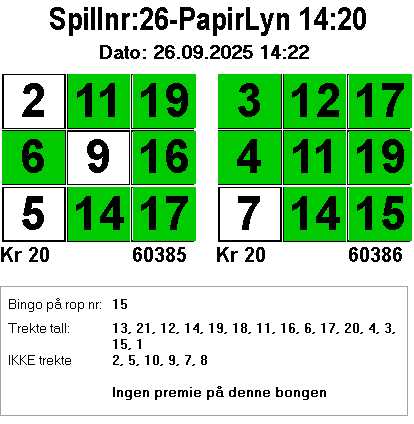 Spillnr:26-PapirLyn 14:20
Dato: 26.09.2025 14:22
2 11 19 3 12 17
6 9 16 4 11 19
5 14 17 7 14 15
Kr 20 60385 Kr 20 60386
Bingo på rop nr: 15
Trekte tall: 13, 21, 12, 14, 19, 18, 11, 16, 6, 17, 20, 4, 3,
15, 1
IKKE trekte 2, 5, 10, 9, 7, 8
Ingen premie på denne bongen